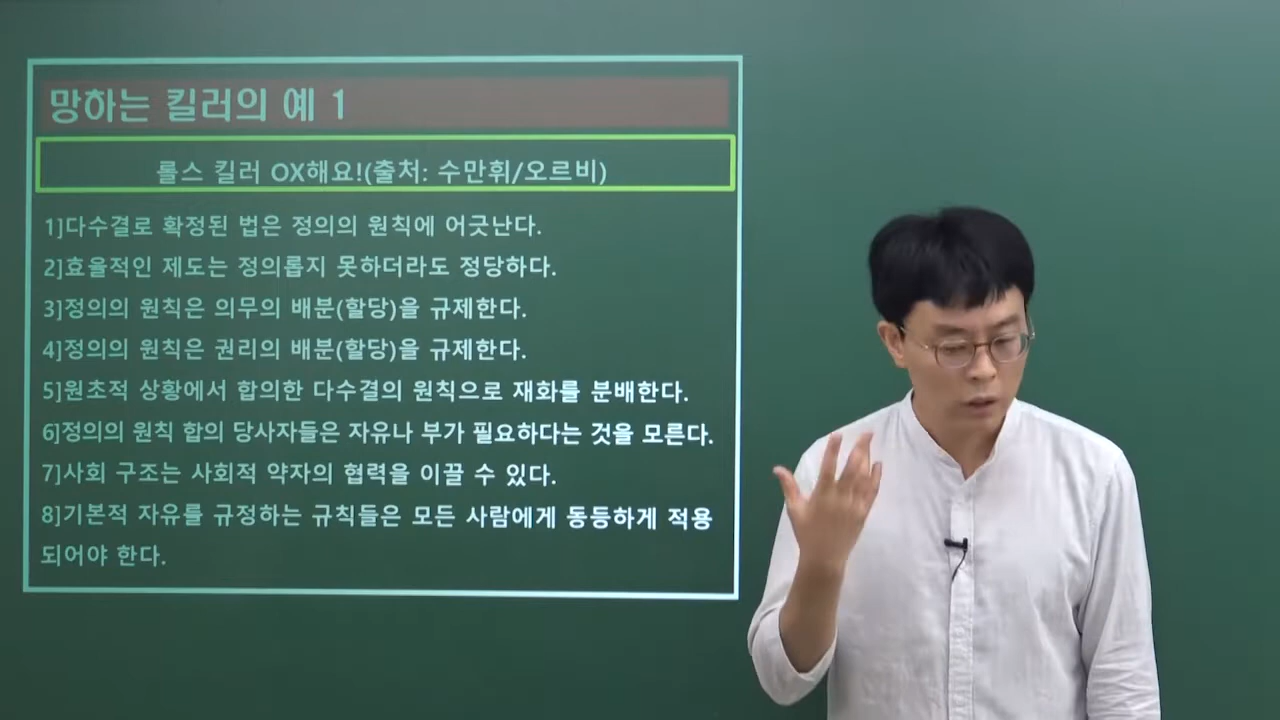 망하는 킬러의 예 1
롤스 킬러 OX해요!(출처: 수만휘/오르비)
1]다수결로 확정된 법은 정의의 원칙에 어긋난다.
2]효율적인 제도는 정의롭지 못하더라도 정당하다.
3]정의의 원칙은 의무의 배분(할당)을 규제한다.
4]정의의 원칙은 권리의 배분(할당)을 규제한다.
5]원초적 상황에서 합의한 다수결의 원칙으로 재화를 분배한다.
6]정의의 원칙 합의 당사자들은 자유나 부가 필요하다는 것을 모른다.
7]사회 구조는 사회적 약자의 협력을 이끌 수 있다.
8]기본적 자유를 규정하는 규칙들은 모든 사람에게 동등하게 적용
되어야 한다.